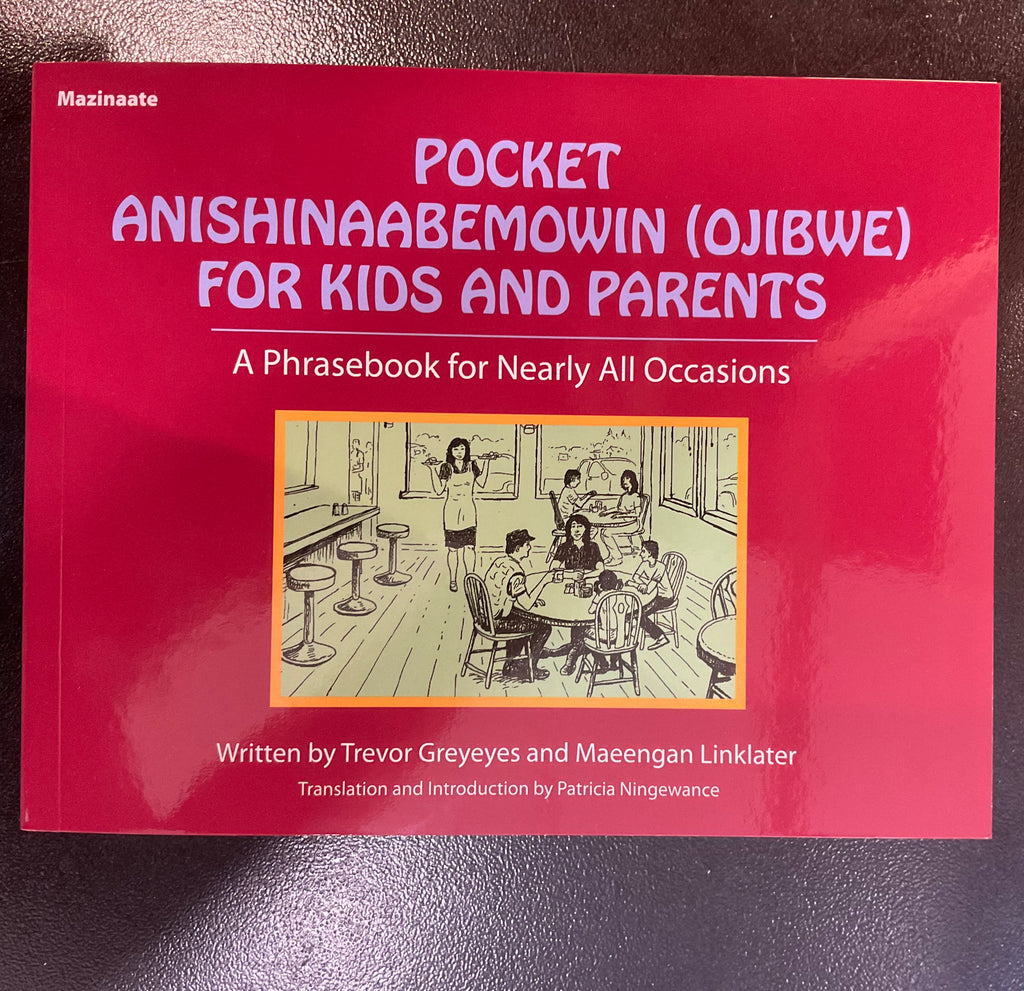 Mazinaate
POCKET
ANISHINAABEMOWIN (OJIBWE)
FOR KIDS AND PARENTS
A Phrasebook for Nearly All Occasions
Written by Trevor Greyeyes and Maeengan Linklater
Translation and Introduction by Patricia Ningewance